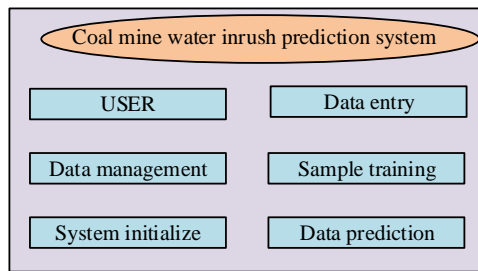 Coal mine water inrush prediction system
USER
Data entry
Data management
Sample training
System initialize
Data prediction